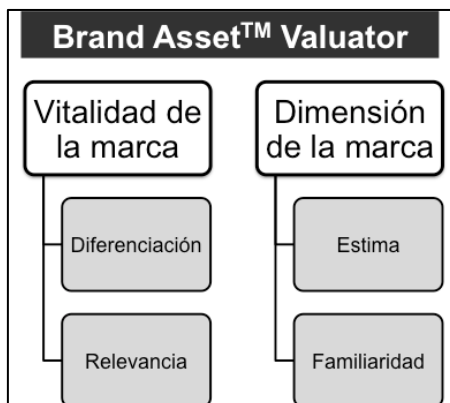 Brand Asset™ Valuator
Vitalidad de
la marca
Diferenciación
Relevancia
Dimensión
de la marca
Estima
Familiaridad